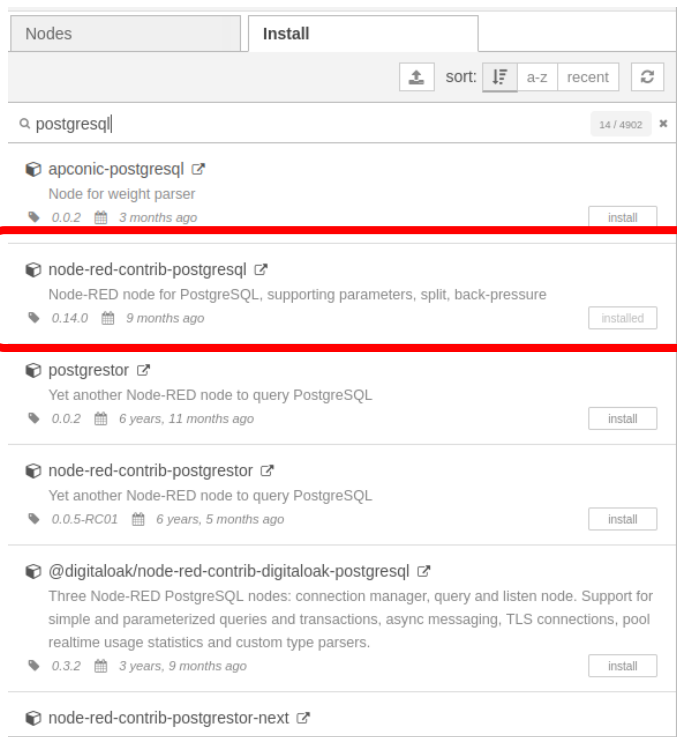 Nodes
Install
sort: a-z recent
postgresql
14 / 4902
apconic-postgresql
Node for weight parser
0.0.2 3 months ago
install
node-red-contrib-postgresql
Node-RED node for PostgreSQL, supporting parameters, split, back-pressure
0.14.0 9 months ago
installed
postgrestor
Yet another Node-RED node to query PostgreSQL
0.0.2 6 years, 11 months ago
install
node-red-contrib-postgrestor
Yet another Node-RED node to query PostgreSQL
0.0.5-RC01 6 years, 5 months ago
install
@digitaloak/node-red-contrib-digitaloak-postgresql
Three Node-RED PostgreSQL nodes: connection manager, query and listen node. Support for
simple and parameterized queries and transactions, async messaging, TLS connections, pool
realtime usage statistics and custom type parsers.
0.3.2 3 years, 9 months ago
install
node-red-contrib-postgrestor-next